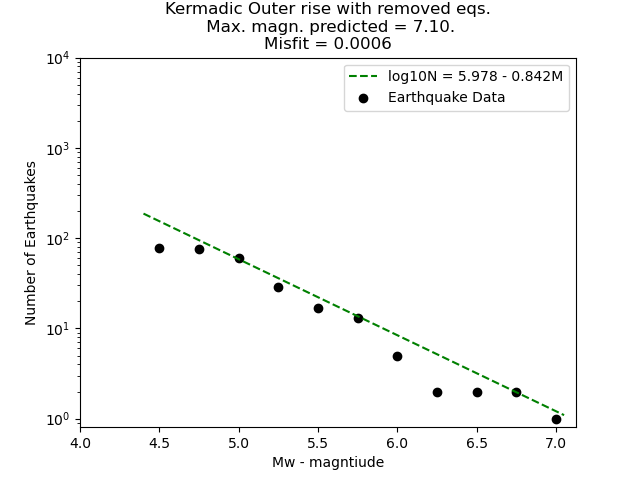 Kermadic Outer rise with removed eqs.
Max. magn. predicted = 7.10.
Misfit = 0.0006
10^4
10^3
10^2
10^1
10^0
Number of Earthquakes
log10N = 5.978 - 0.842M
Earthquake Data
4.0 4.5 5.0 5.5 6.0 6.5 7.0
Mw - magntiude